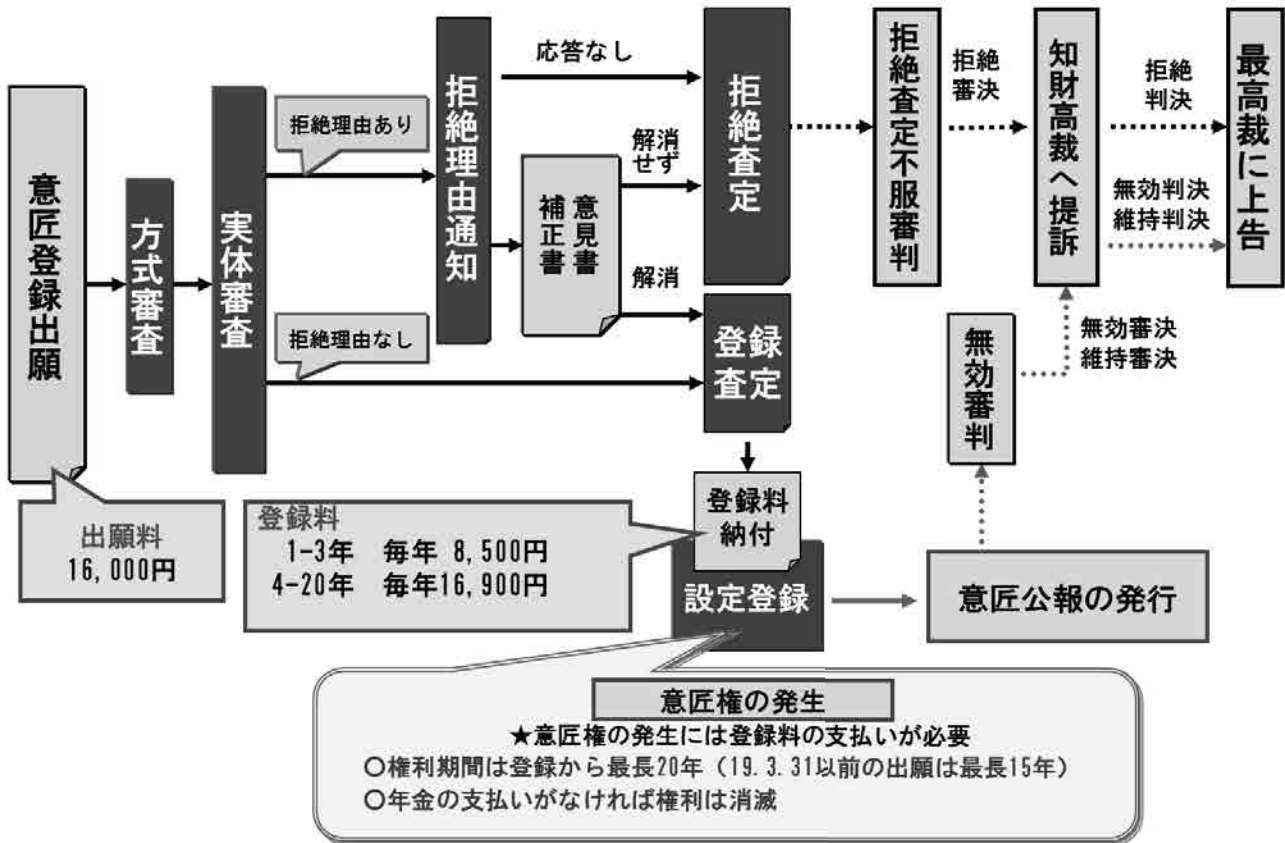 意匠登録出願
方式審査
実体審査
拒絶理由あり
拒絶理由なし
拒絶理由通知
応答なし
意見書
補正書
解消
せず
解消
拒絶査定
登録
査定
拒絶査定不服審判
拒絶
審決
知財高裁へ提訴
拒絶
判決
無効判決
維持判決
最高裁に上告
無効審判
無効審決
維持審決
出願料
16,000円
登録料
1-3年 毎年 8,500円
4-20年 毎年16,900円
登録料
納付
設定登録
意匠公報の発行
意匠権の発生
★意匠権の発生には登録料の支払いが必要
○権利期間は登録から最長20年（19.3.31以前の出願は最長15年）
○年金の支払いがなければ権利は消滅